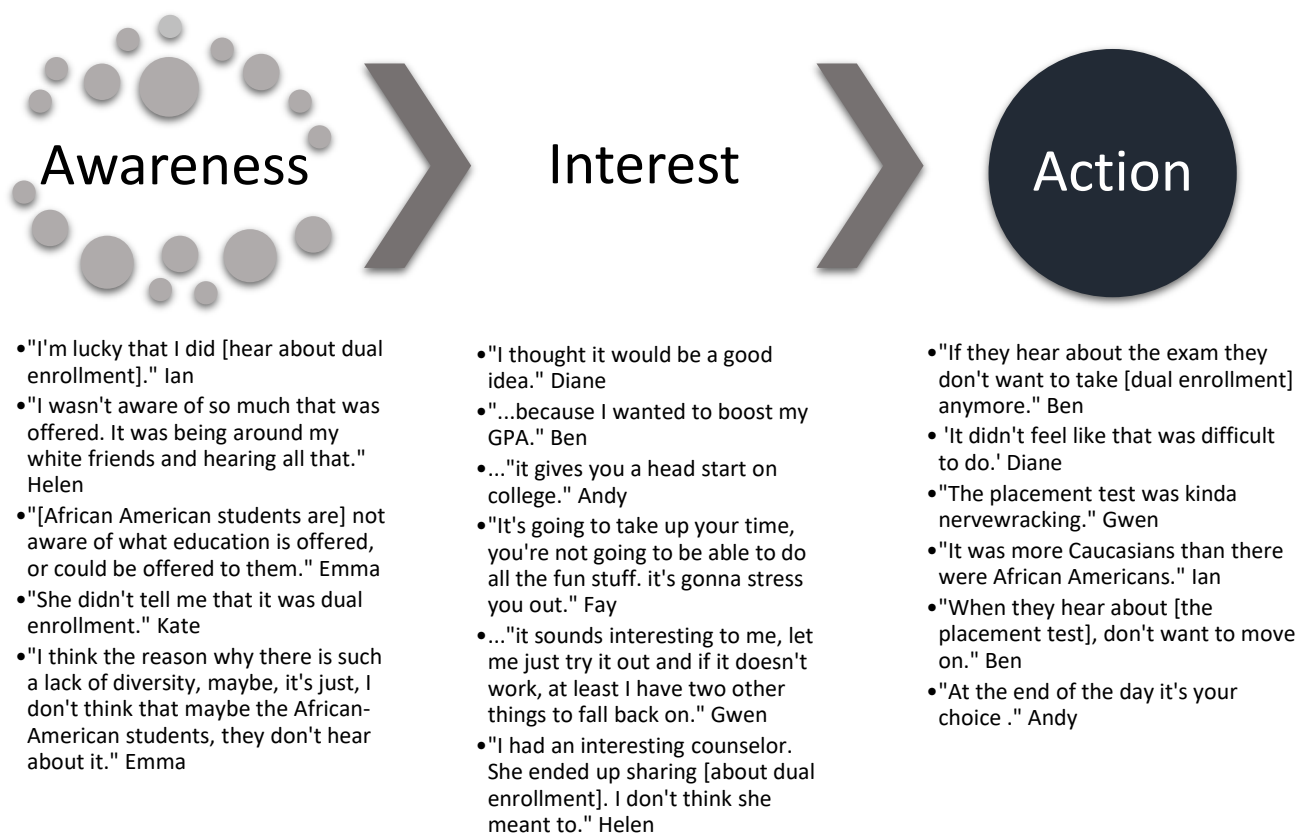 Awareness
Interest
Action
•"I'm lucky that I did [hear about dual
enrollment]." Ian
•"I wasn't aware of so much that was
offered. It was being around my
white friends and hearing all that."
Helen
•"[African American students are] not
aware of what education is offered,
or could be offered to them." Emma
•"She didn't tell me that it was dual
enrollment." Kate
•"I think the reason why there is such
a lack of diversity, maybe, it's just, I
don't think that maybe the African-
American students, they don't hear
about it." Emma
•"I thought it would be a good
idea." Diane
•"...because I wanted to boost my
GPA." Ben
•..."it gives you a head start on
college." Andy
•"It's going to take up your time,
you're not going to be able to do
all the fun stuff. it's gonna stress
you out." Fay
•..."it sounds interesting to me, let
me just try it out and if it doesn't
work, at least I have two other
things to fall back on." Gwen
•"I had an interesting counselor.
She ended up sharing [about dual
enrollment]. I don't think she
meant to." Helen
•"If they hear about the exam they
don't want to take [dual enrollment]
anymore." Ben
• 'It didn't feel like that was difficult
to do.' Diane
•"The placement test was kinda
nervewracking." Gwen
•"It was more Caucasians than there
were African Americans." Ian
•"When they hear about [the
placement test], don't want to move
on." Ben
•"At the end of the day it's your
choice ." Andy